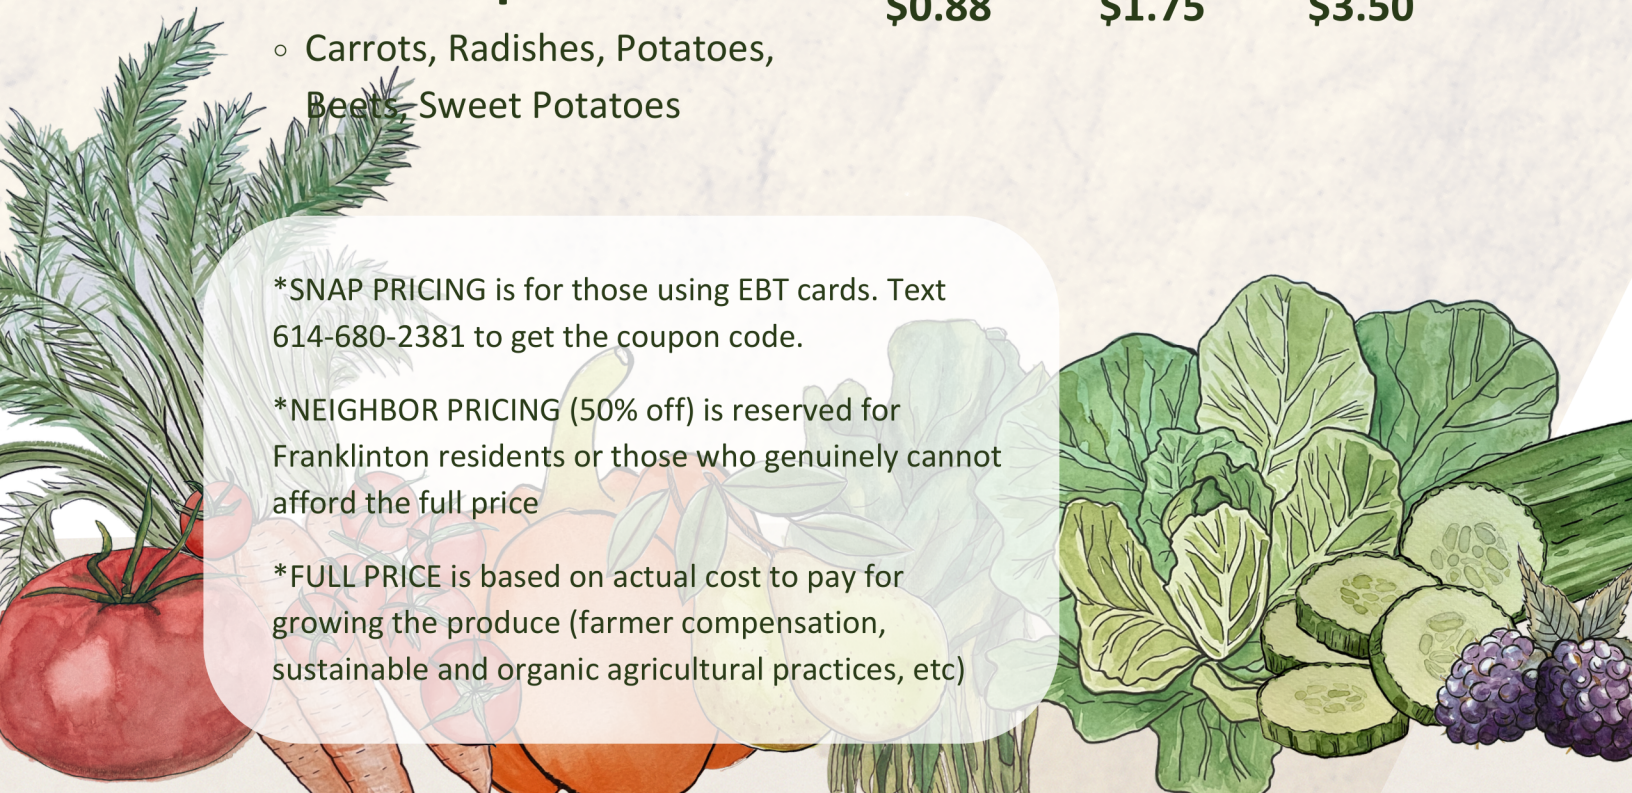 $0.88 $1.75 $3.50
◦ Carrots, Radishes, Potatoes,
Beets, Sweet Potatoes
*SNAP PRICING is for those using EBT cards. Text
614-680-2381 to get the coupon code.
*NEIGHBOR PRICING (50% off) is reserved for
Franklinton residents or those who genuinely cannot
afford the full price
*FULL PRICE is based on actual cost to pay for
growing the produce (farmer compensation,
sustainable and organic agricultural practices, etc)